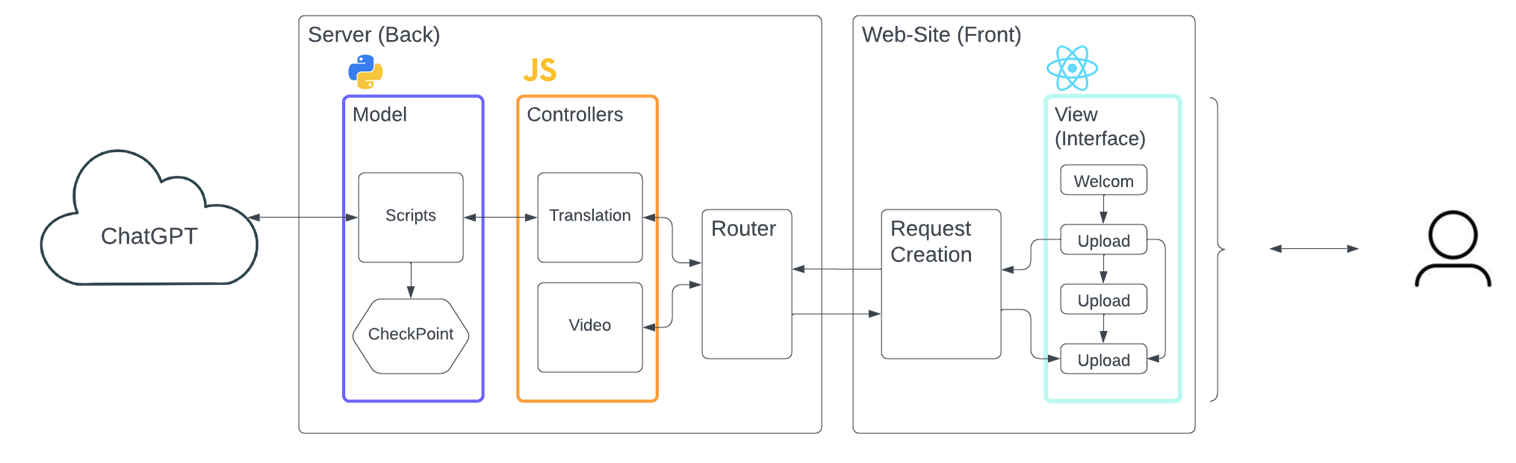 Server (Back)
Web-Site (Front)
JS
Model
Controllers
View
(Interface)
Welcom
Scripts
Translation
Router
Request
Creation
Upload
ChatGPT
Upload
CheckPoint
Video
Upload